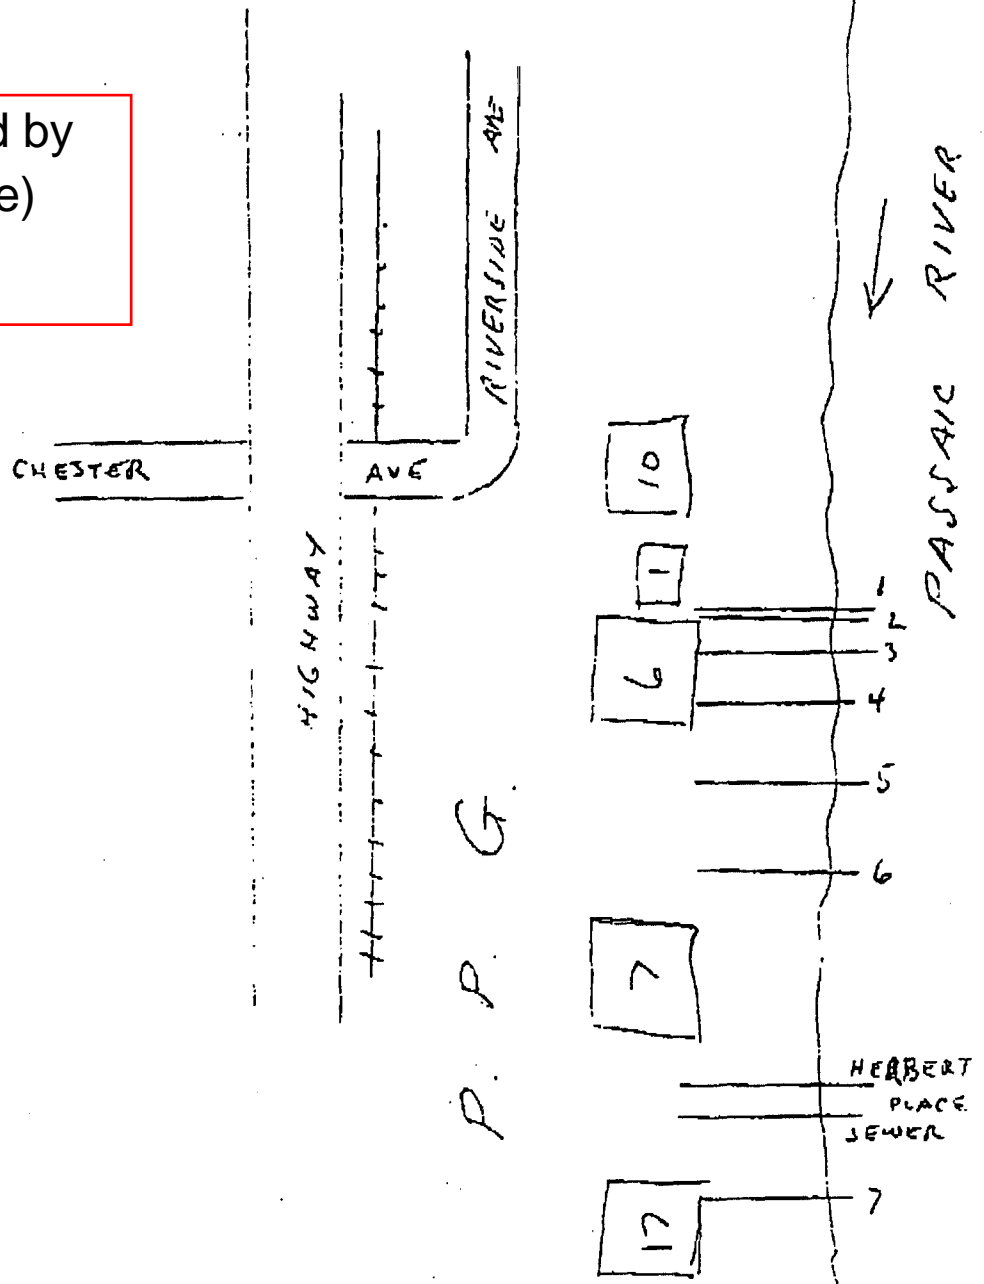 d by
e)
RIVERSIDE AVE
PASSAIC RIVER
CHESTER AVE
HIGHWAY
10
1
6
1
2
3
4
5
6
P. P. G.
7
HERBERT
PLACE
SEWER
17
7